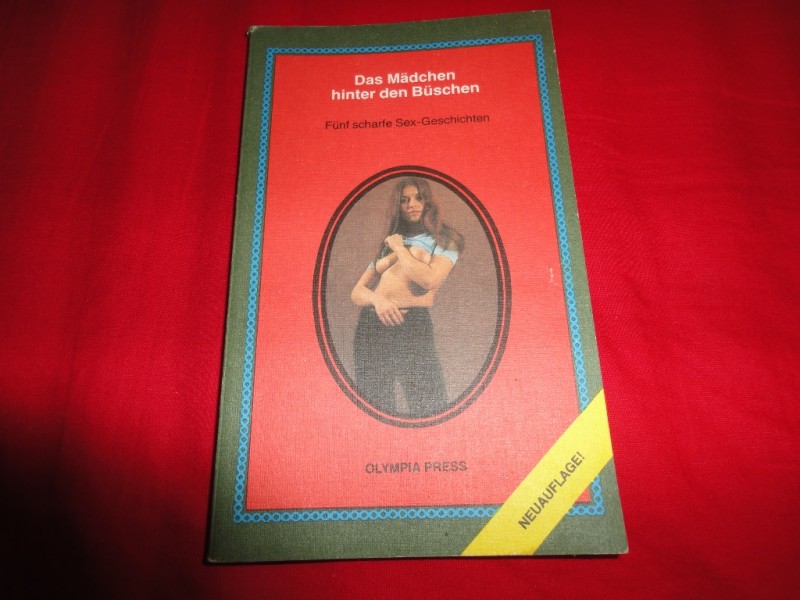 Das Mädchen
hinter den Büschen
Fünf scharfe Sex-Geschichten
OLYMPIA PRESS
NEUAUFLAGE!